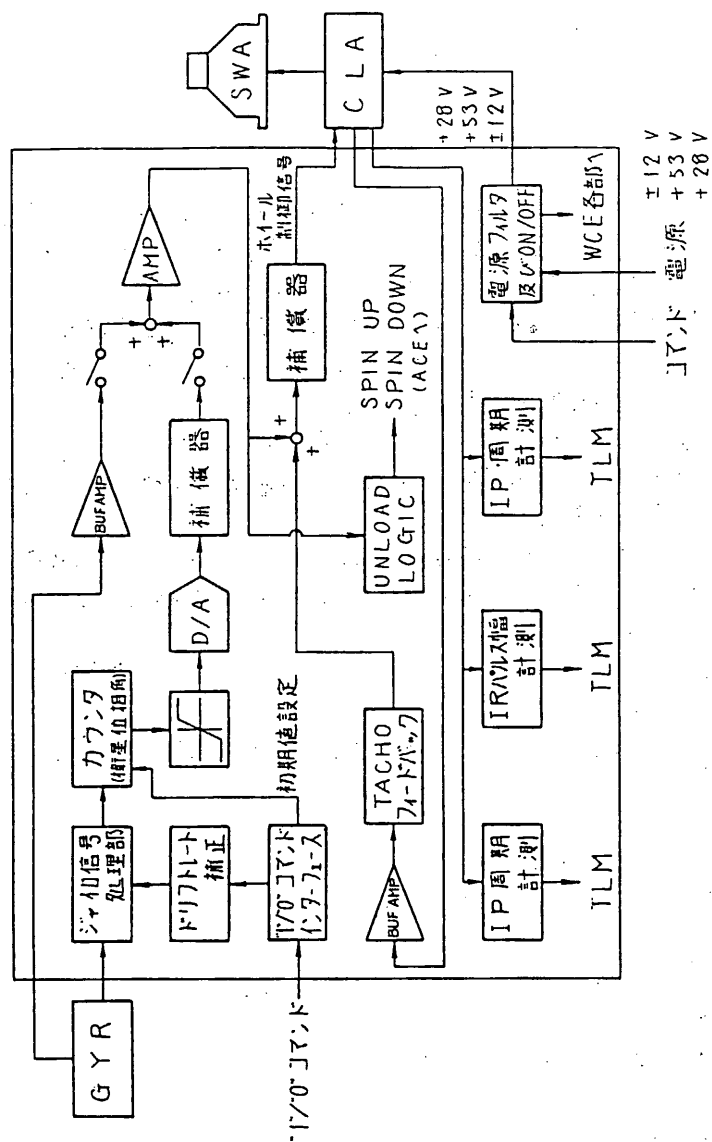 GYR
ジャイロ信号
処理部
カウンタ
(衛星位相角)
ドリフトレート
補正
コマンド
インターフェース
コマンド
初期値設定
D/A
補償器
BUF AMP
AMP
+
+
UNLOAD
LOGIC
SPIN UP
SPIN DOWN
(ACEへ)
+
+
補償器
ホイール
制御信号
SWA
CLA
BUF AMP
TACHO
フィードバック
IP周期
計測
TLM
IRパルス幅
計測
TLM
IP周期
計測
TLM
電源フィルタ
及びON/OFF
WCE各部へ
+28V
+53V
±12V
コマンド
電源
±12V
+53V
+28V